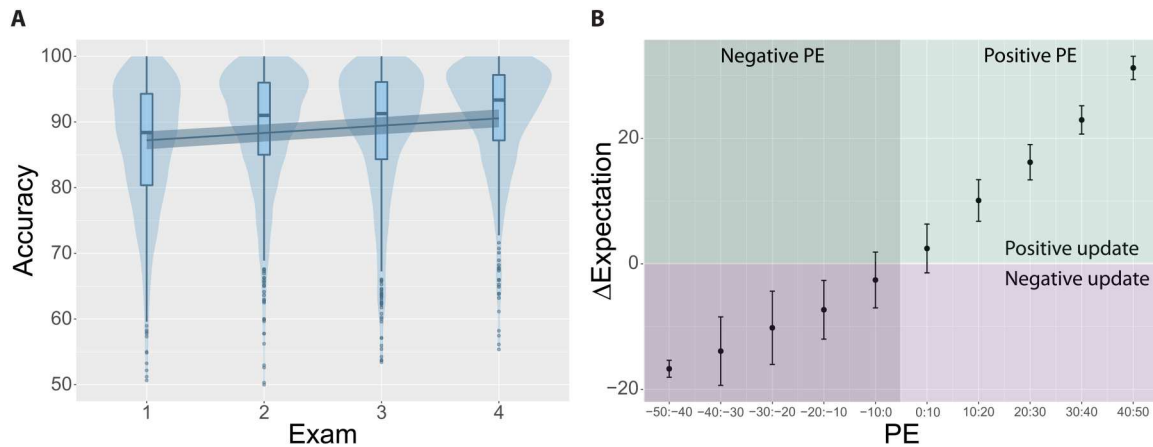 A
100
90
80
70
60
50
Accuracy
1 2 3 4
Exam
B
Negative PE
Positive PE
20
0
−20
ΔExpectation
Positive update
Negative update
−50:−40 −40:−30 −30:−20 −20:−10 −10:0 0:10 10:20 20:30 30:40 40:50
PE